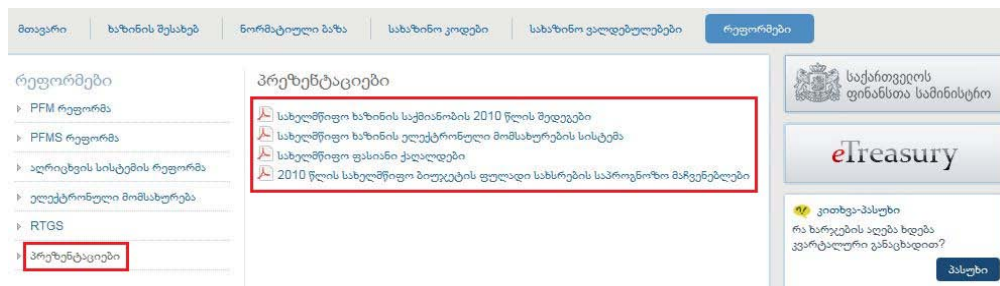 მთავარი
ხაზინის შესახებ
ნორმატიული ბაზა
სახაზინო კოდები
სახაზინო ვალდებულებები
რეფორმები
რეფორმები
PFM რეფორმა
PFMS რეფორმა
აღრიცხვის სისტემის რეფორმა
ელექტრონული მომსახურება
RTGS
პრეზენტაციები
პრეზენტაციები
სახელმწიფო ხაზინის საქმიანობის 2010 წლის შედეგები
სახელმწიფო ხაზინის ელექტრონული მომსახურების სისტემა
სახელმწიფო ფასიანი ქაღალდები
2010 წლის სახელმწიფო ბიუჯეტის ფულადი სახსრების საპროგნოზო მაჩვენებლები
საქართველოს
ფინანსთა სამინისტრო
eTreasury
კითხვა-პასუხი
რა ხარჯების აღება ხდება
კვარტალური განაცხადით?
პასუხი